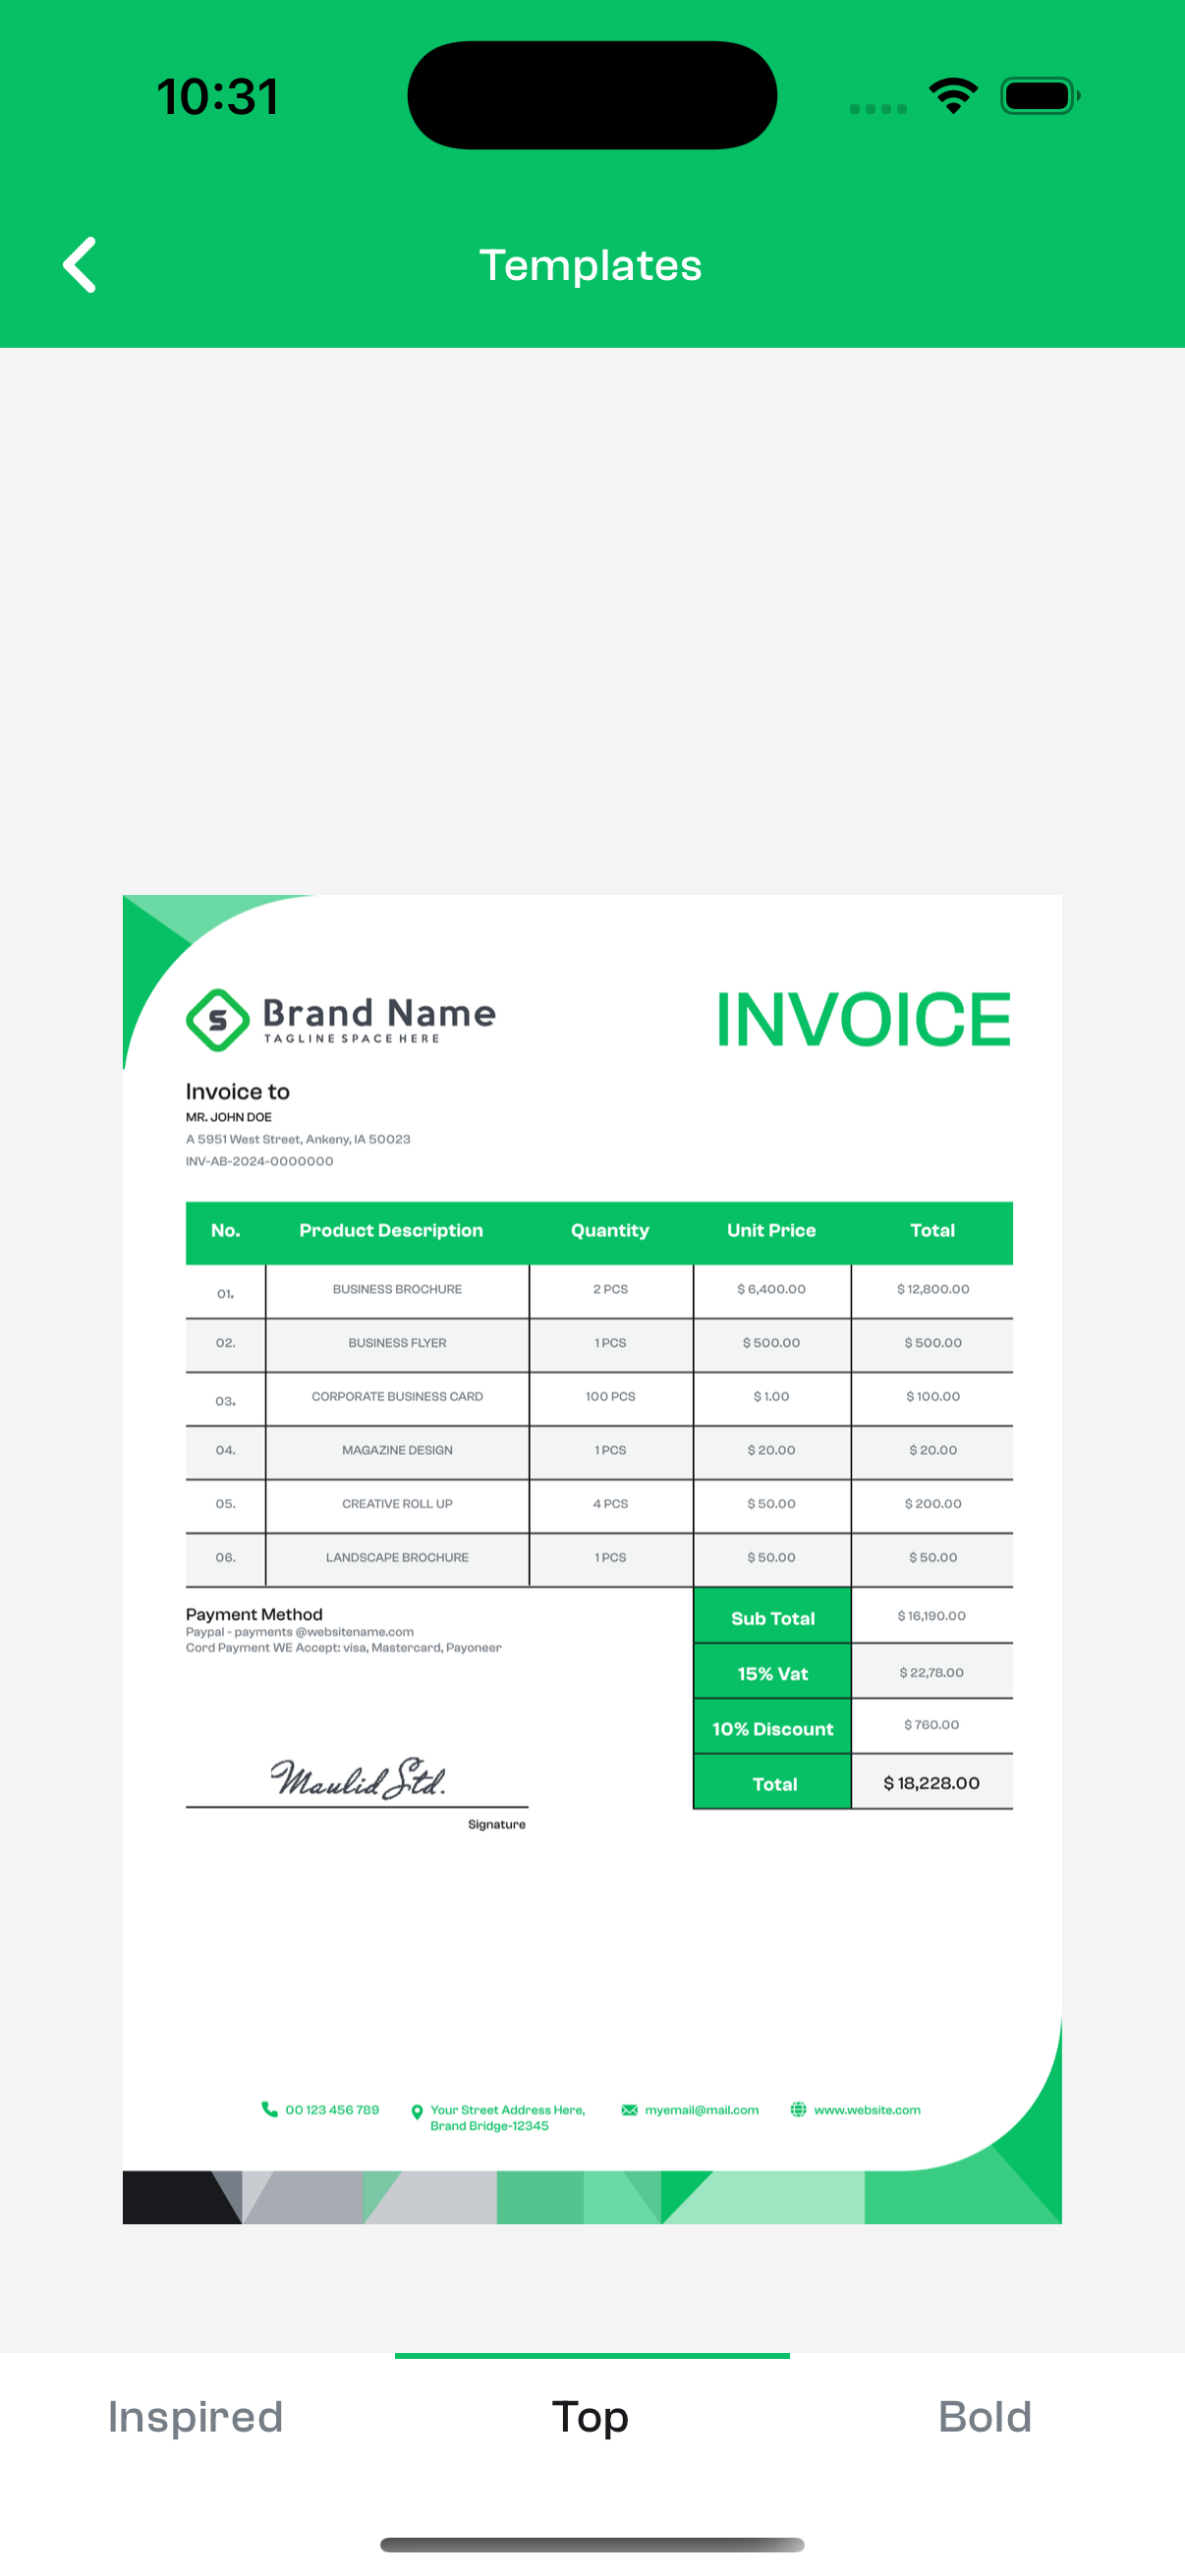 10:31
Templates
S Brand Name
TAGLINE SPACE HERE
INVOICE
Invoice to
MR. JOHN DOE
A 5951 West Street, Ankeny, IA 50023
INV-AB-2024-0000000
No. Product Description Quantity Unit Price Total
01. BUSINESS BROCHURE 2 PCS $ 6,400.00 $ 12,800.00
02. BUSINESS FLYER 1 PCS $ 500.00 $ 500.00
03. CORPORATE BUSINESS CARD 100 PCS $ 1.00 $ 100.00
04. MAGAZINE DESIGN 1 PCS $ 20.00 $ 20.00
05. CREATIVE ROLL UP 4 PCS $ 50.00 $ 200.00
06. LANDSCAPE BROCHURE 1 PCS $ 50.00 $ 50.00
Payment Method
Paypal - payments @websitename.com
Cord Payment WE Accept: visa, Mastercard, Payoneer
Sub Total $ 16,190.00
15% Vat $ 22,78.00
10% Discount $ 760.00
Total $ 18,228.00
Maulid Std.
Signature
00 123 456 789
Your Street Address Here,
Brand Bridge-12345
myemail@mail.com
www.website.com
Inspired Top Bold